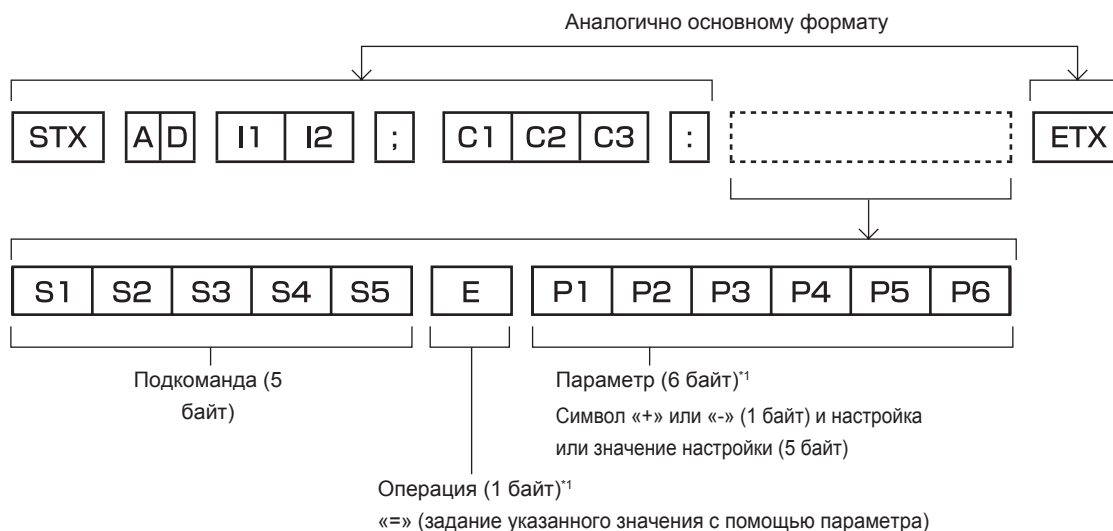 Аналогично основному формату
STX A D I1 I2 ; C1 C2 C3 : ETX
S1 S2 S3 S4 S5 E P1 P2 P3 P4 P5 P6
Подкоманда (5
байт)
Параметр (6 байт)*1
Символ «+» или «-» (1 байт) и настройка
или значение настройки (5 байт)
Операция (1 байт)*1
«=» (задание указанного значения с помощью параметра)